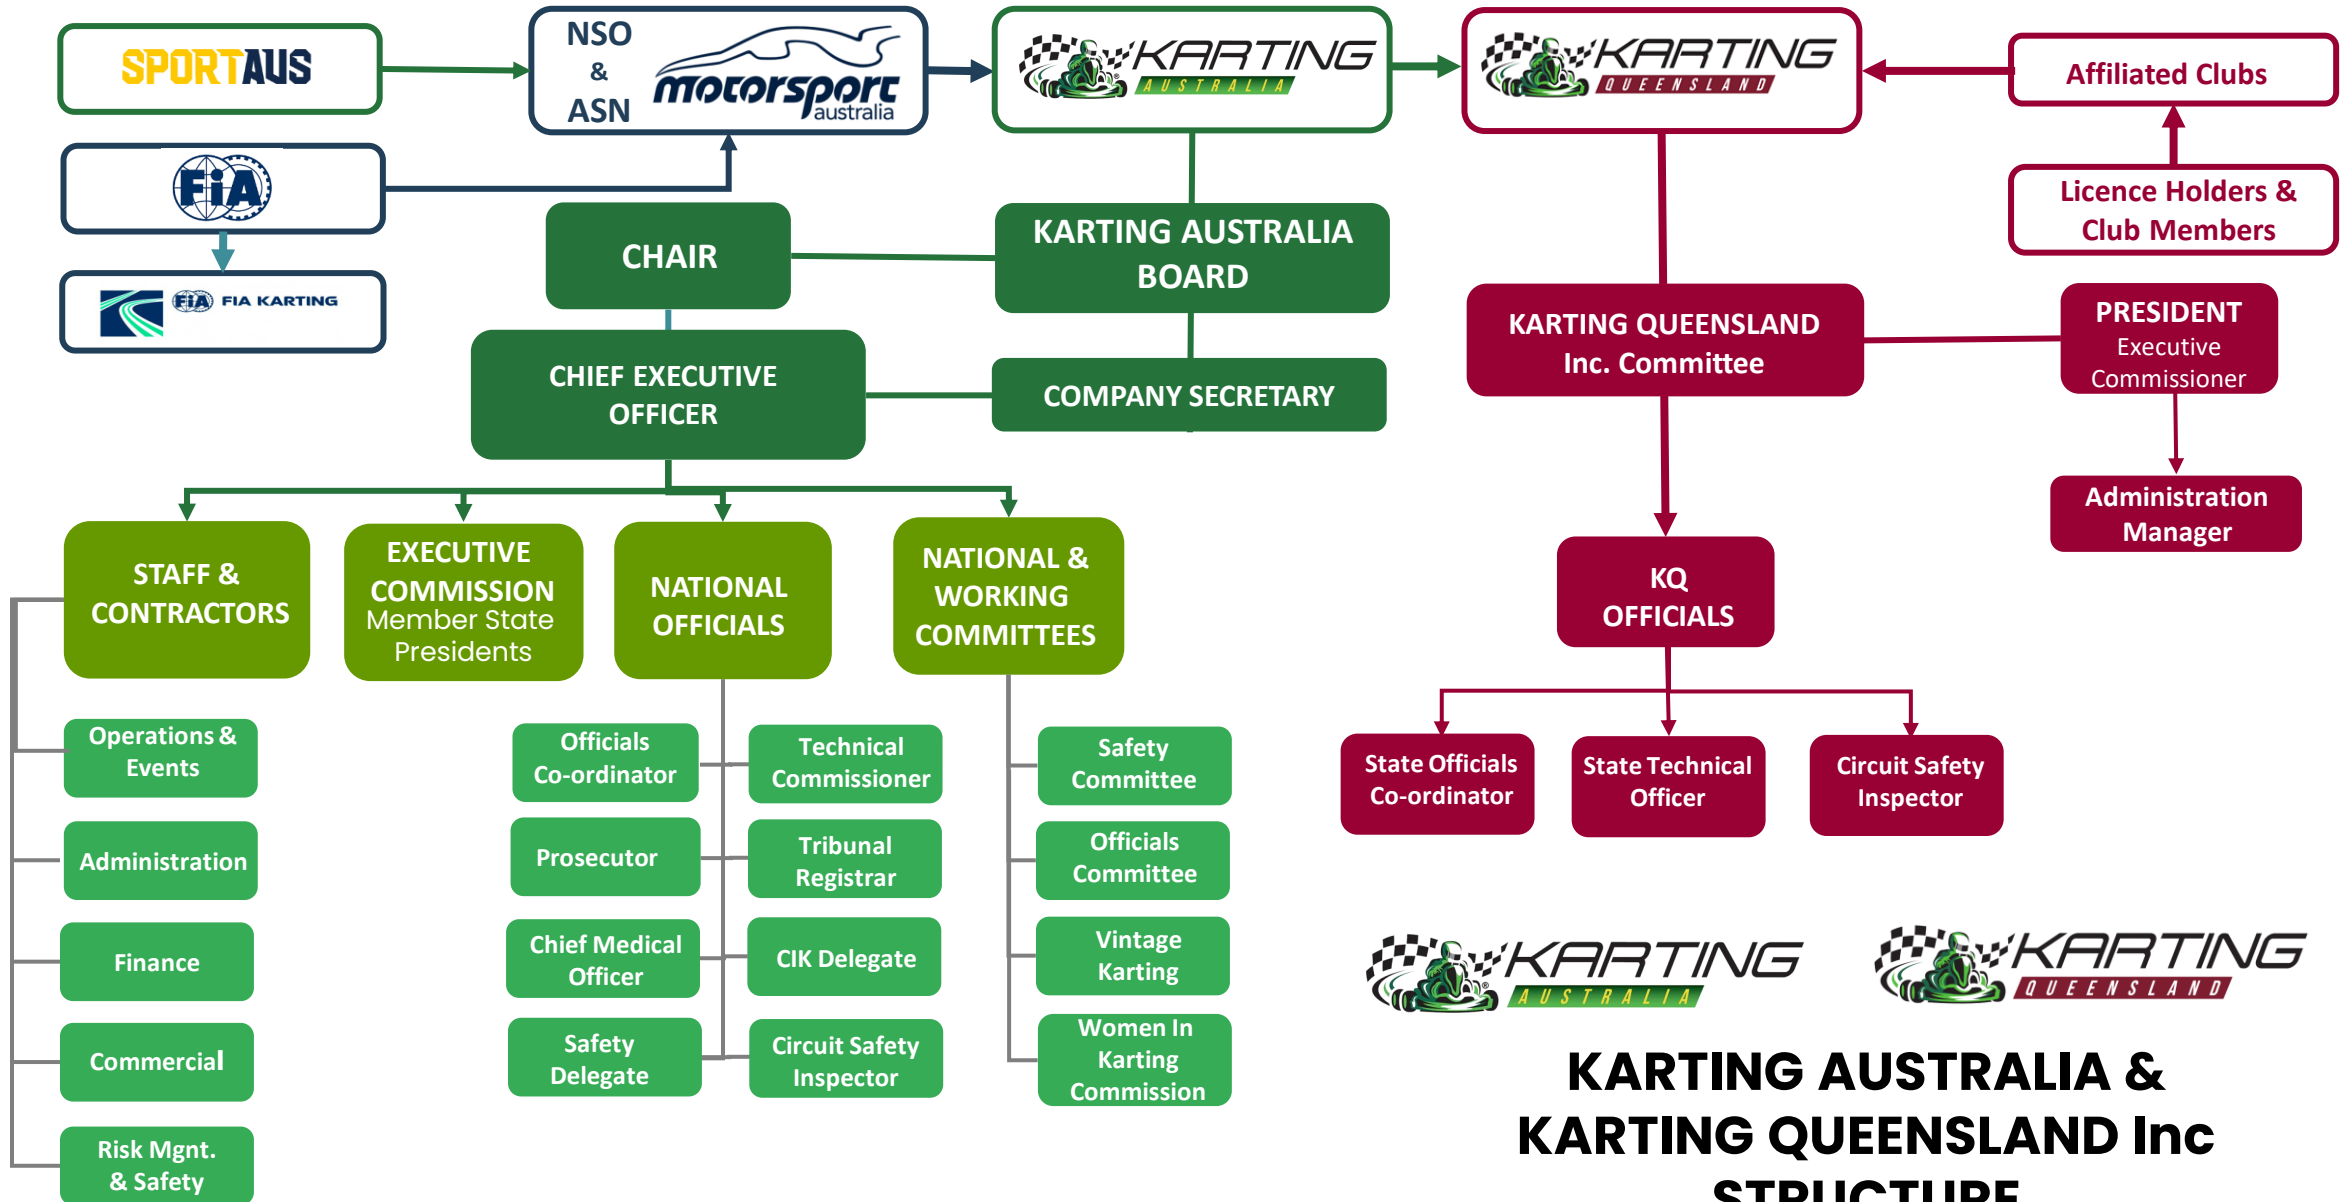 SPORTAUS
NSO
&
ASN
motorsport
australia
KARTING
AUSTRALIA
KARTING
QUEENSLAND
Affiliated Clubs
FiA
Licence Holders &
Club Members
FiA FIA KARTING
CHAIR
KARTING AUSTRALIA
BOARD
KARTING QUEENSLAND
Inc. Committee
PRESIDENT
Executive
Commissioner
CHIEF EXECUTIVE
OFFICER
COMPANY SECRETARY
Administration
Manager
STAFF &
CONTRACTORS
EXECUTIVE
COMMISSION
Member State
Presidents
NATIONAL
OFFICIALS
NATIONAL &
WORKING
COMMITTEES
KQ
OFFICIALS
Operations &
Events
Administration
Finance
Commercial
Risk Mgnt.
& Safety
Officials
Co-ordinator
Technical
Commissioner
Prosecutor
Tribunal
Registrar
Chief Medical
Officer
CIK Delegate
Safety
Delegate
Circuit Safety
Inspector
Safety
Committee
Officials
Committee
Vintage
Karting
Women In
Karting
Commission
State Officials
Co-ordinator
State Technical
Officer
Circuit Safety
Inspector
KARTING
AUSTRALIA
KARTING
QUEENSLAND
KARTING AUSTRALIA &
KARTING QUEENSLAND Inc
STRUCTURE